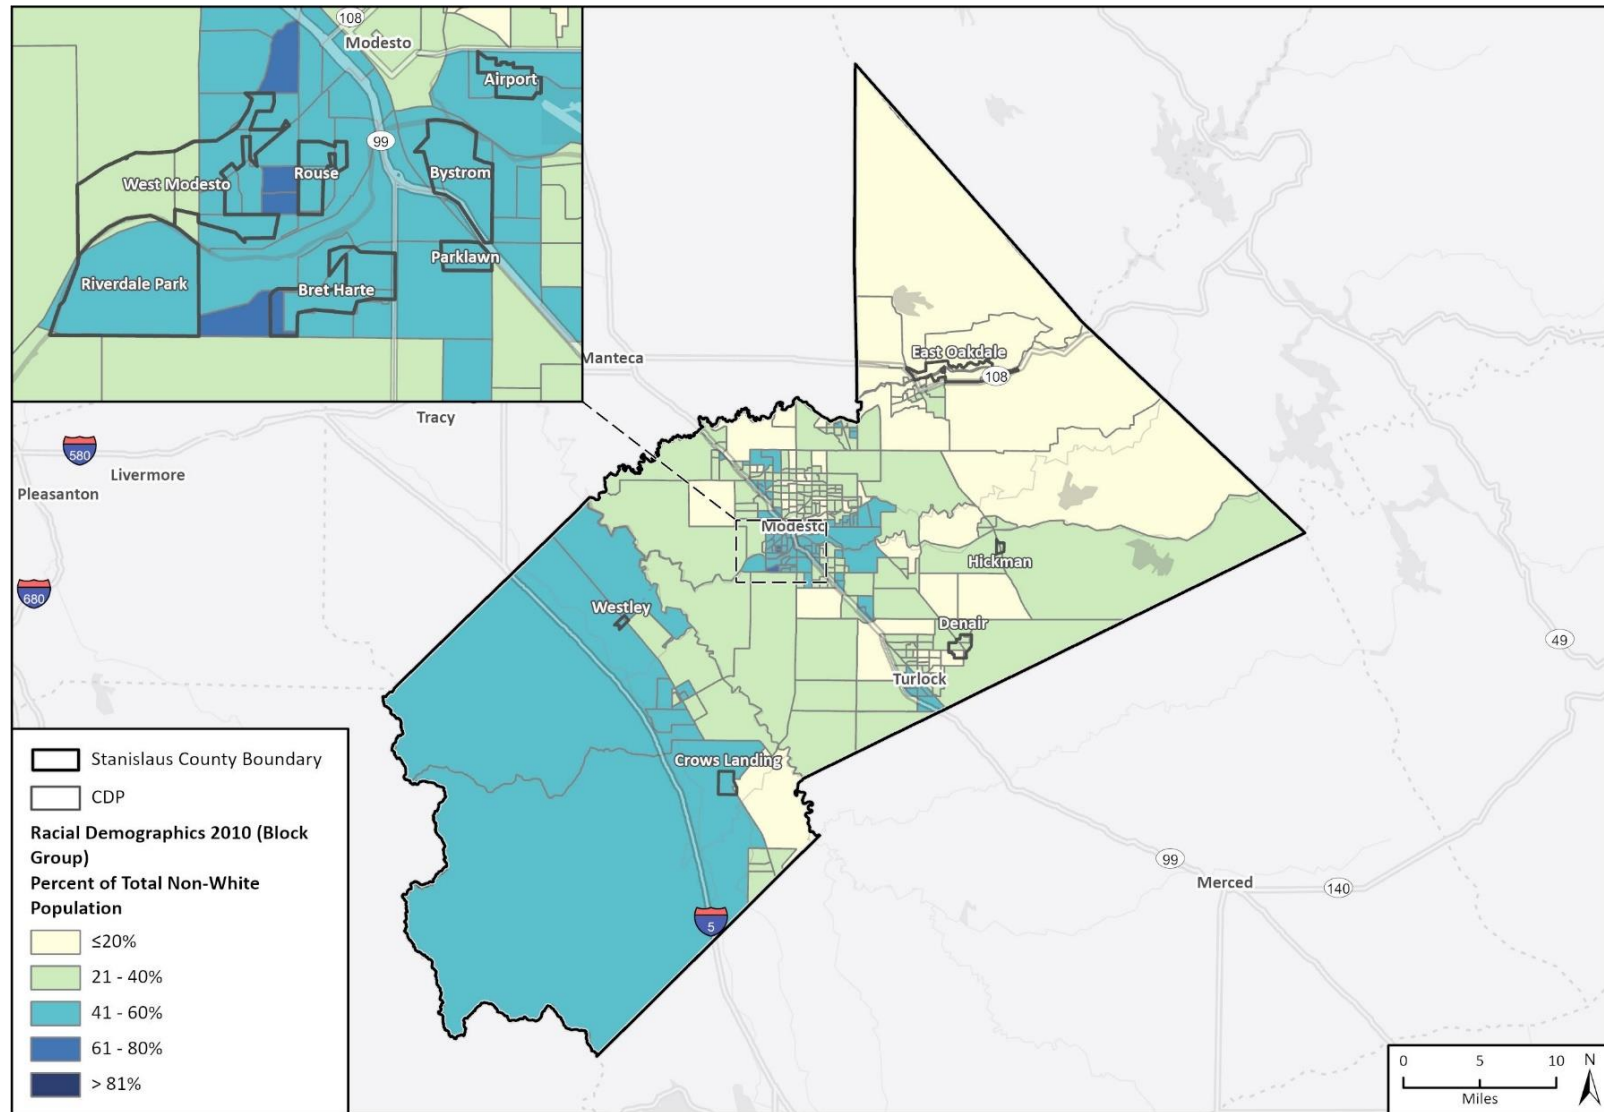 108
Modesto
Airport
99
West Modesto
Rouse
Bystrom
Riverdale Park
Bret Harte
Parklawn
Manteca
Tracy
580
Livermore
Pleasanton
680
East Oakdale
108
Modesto
Hickman
Westley
Denair
Turlock
49
Crows Landing
5
99
Merced
140
Stanislaus County Boundary
CDP
Racial Demographics 2010 (Block
Group)
Percent of Total Non-White
Population
≤20%
21 - 40%
41 - 60%
61 - 80%
> 81%
0 5 10
Miles
N